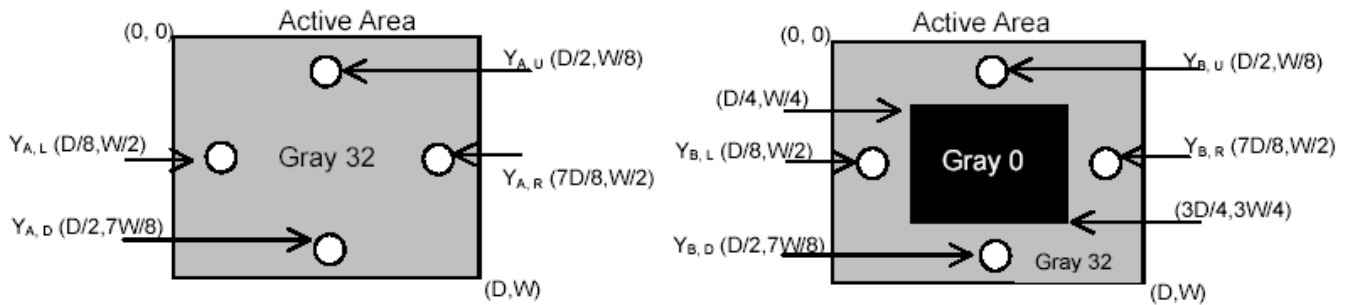 Active Area
(0, 0)
Y_A, U (D/2,W/8)
Y_A, L (D/8,W/2)
Gray 32
Y_A, R (7D/8,W/2)
Y_A, D (D/2,7W/8)
(D,W)
Active Area
(0, 0)
Y_B, U (D/2,W/8)
(D/4,W/4)
Y_B, L (D/8,W/2)
Gray 0
Y_B, R (7D/8,W/2)
(3D/4,3W/4)
Y_B, D (D/2,7W/8)
Gray 32
(D,W)